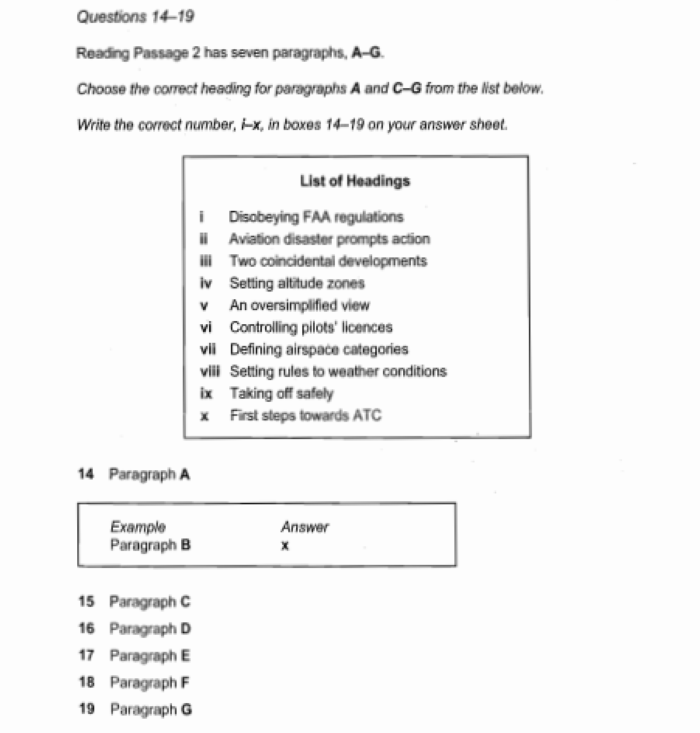 Questions 14–19
Reading Passage 2 has seven paragraphs, A–G.
Choose the correct heading for paragraphs A and C–G from the list below.
Write the correct number, i–x, in boxes 14–19 on your answer sheet.
List of Headings
i Disobeying FAA regulations
ii Aviation disaster prompts action
iii Two coincidental developments
iv Setting altitude zones
v An oversimplified view
vi Controlling pilots' licences
vii Defining airspace categories
viii Setting rules to weather conditions
ix Taking off safely
x First steps towards ATC
14 Paragraph A
Example Answer
Paragraph B x
15 Paragraph C
16 Paragraph D
17 Paragraph E
18 Paragraph F
19 Paragraph G